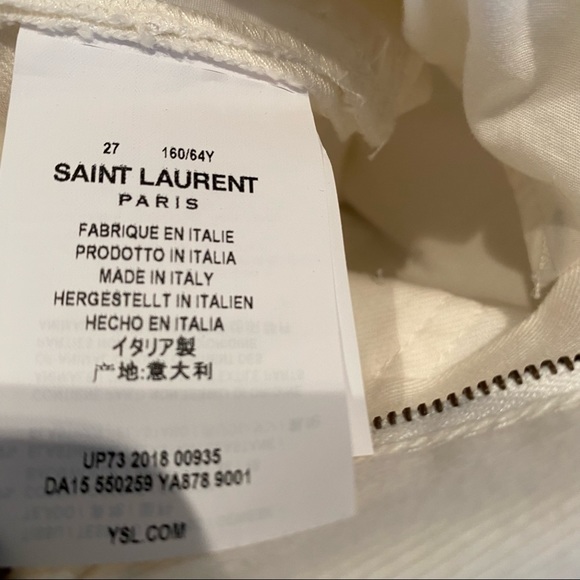 27 160/64Y
SAINT LAURENT
PARIS
FABRIQUE EN ITALIE
PRODOTTO IN ITALIA
MADE IN ITALY
HERGESTELLT IN ITALIEN
HECHO EN ITALIA
イタリア製
产地:意大利
UP73 2018 00935
DA15 550259 YA878 9001
YSL.COM